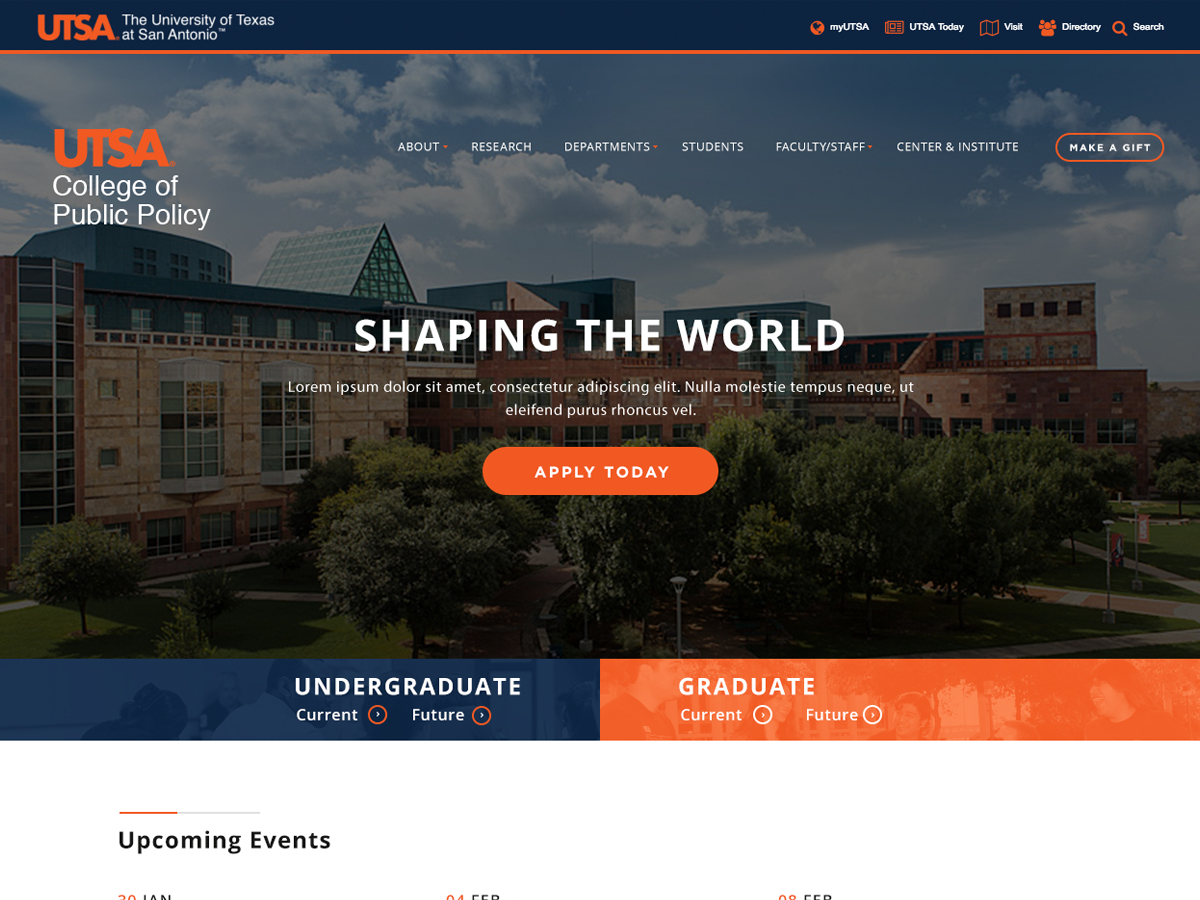 UTSA
The University of Texas
at San Antonio™
myUTSA
UTSA Today
Visit
Directory
Search
UTSA
College of
Public Policy
ABOUT
RESEARCH
DEPARTMENTS
STUDENTS
FACULTY/STAFF
CENTER & INSTITUTE
MAKE A GIFT
SHAPING THE WORLD
Lorem ipsum dolor sit amet, consectetur adipiscing elit. Nulla molestie tempus neque, ut
eleifend purus rhoncus vel.
APPLY TODAY
UNDERGRADUATE
Current
Future
GRADUATE
Current
Future
Upcoming Events
30 JAN
04 FEB
08 FEB